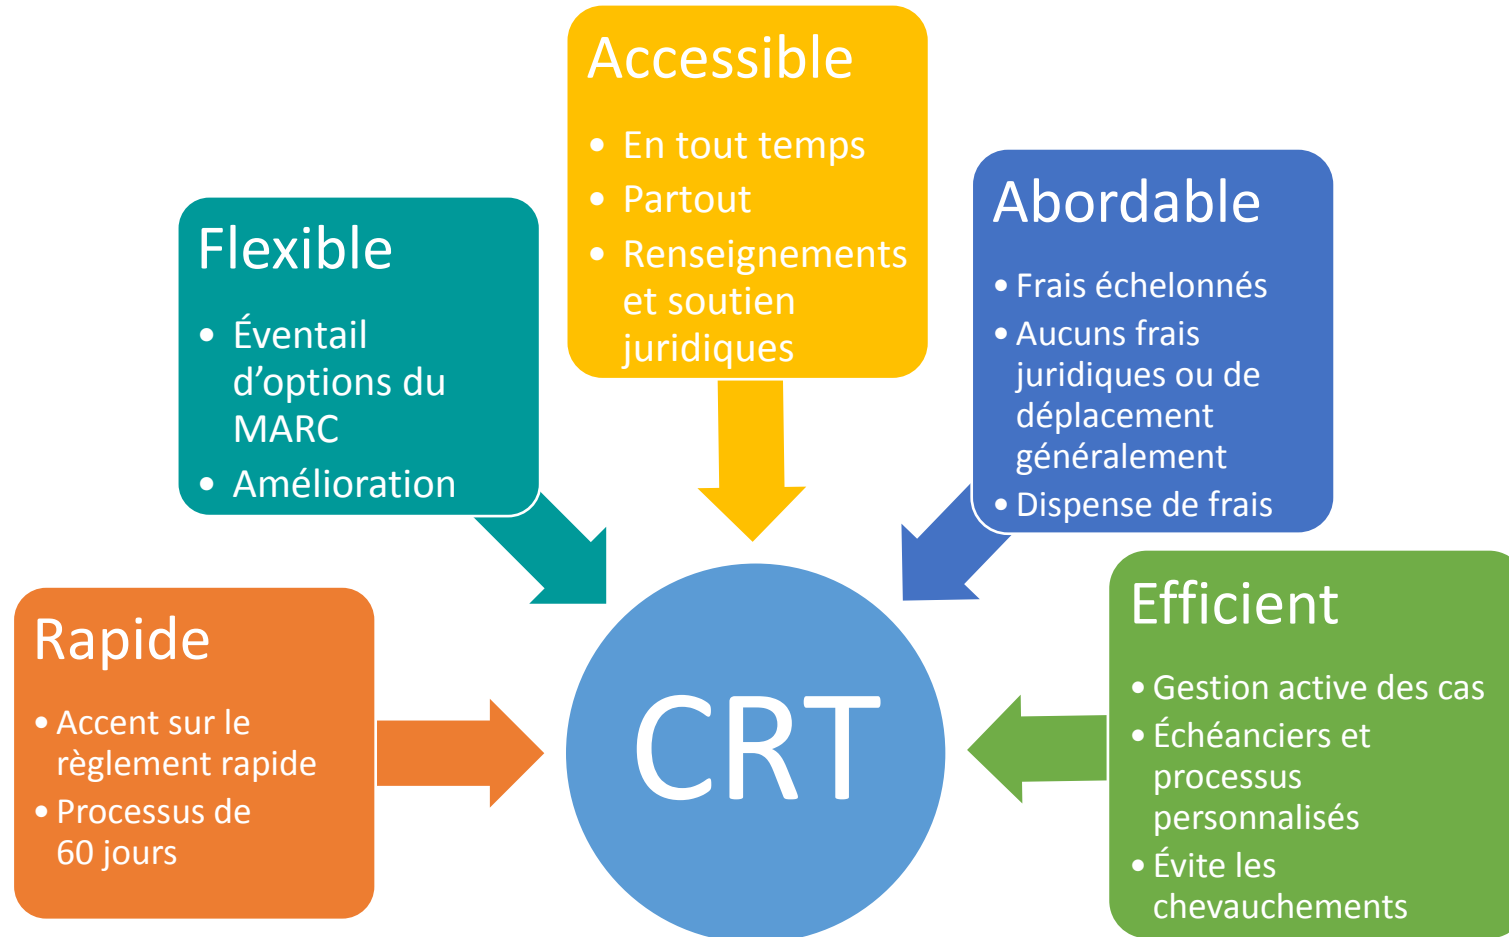 Accessible
• En tout temps
• Partout
• Renseignements
et soutien
juridiques
Flexible
• Éventail
d’options du
MARC
• Amélioration
Abordable
• Frais échelonnés
• Aucuns frais
juridiques ou de
déplacement
généralement
• Dispense de frais
Rapide
• Accent sur le
règlement rapide
• Processus de
60 jours
Efficient
• Gestion active des cas
• Échéanciers et
processus
personnalisés
• Évite les
chevauchements
CRT